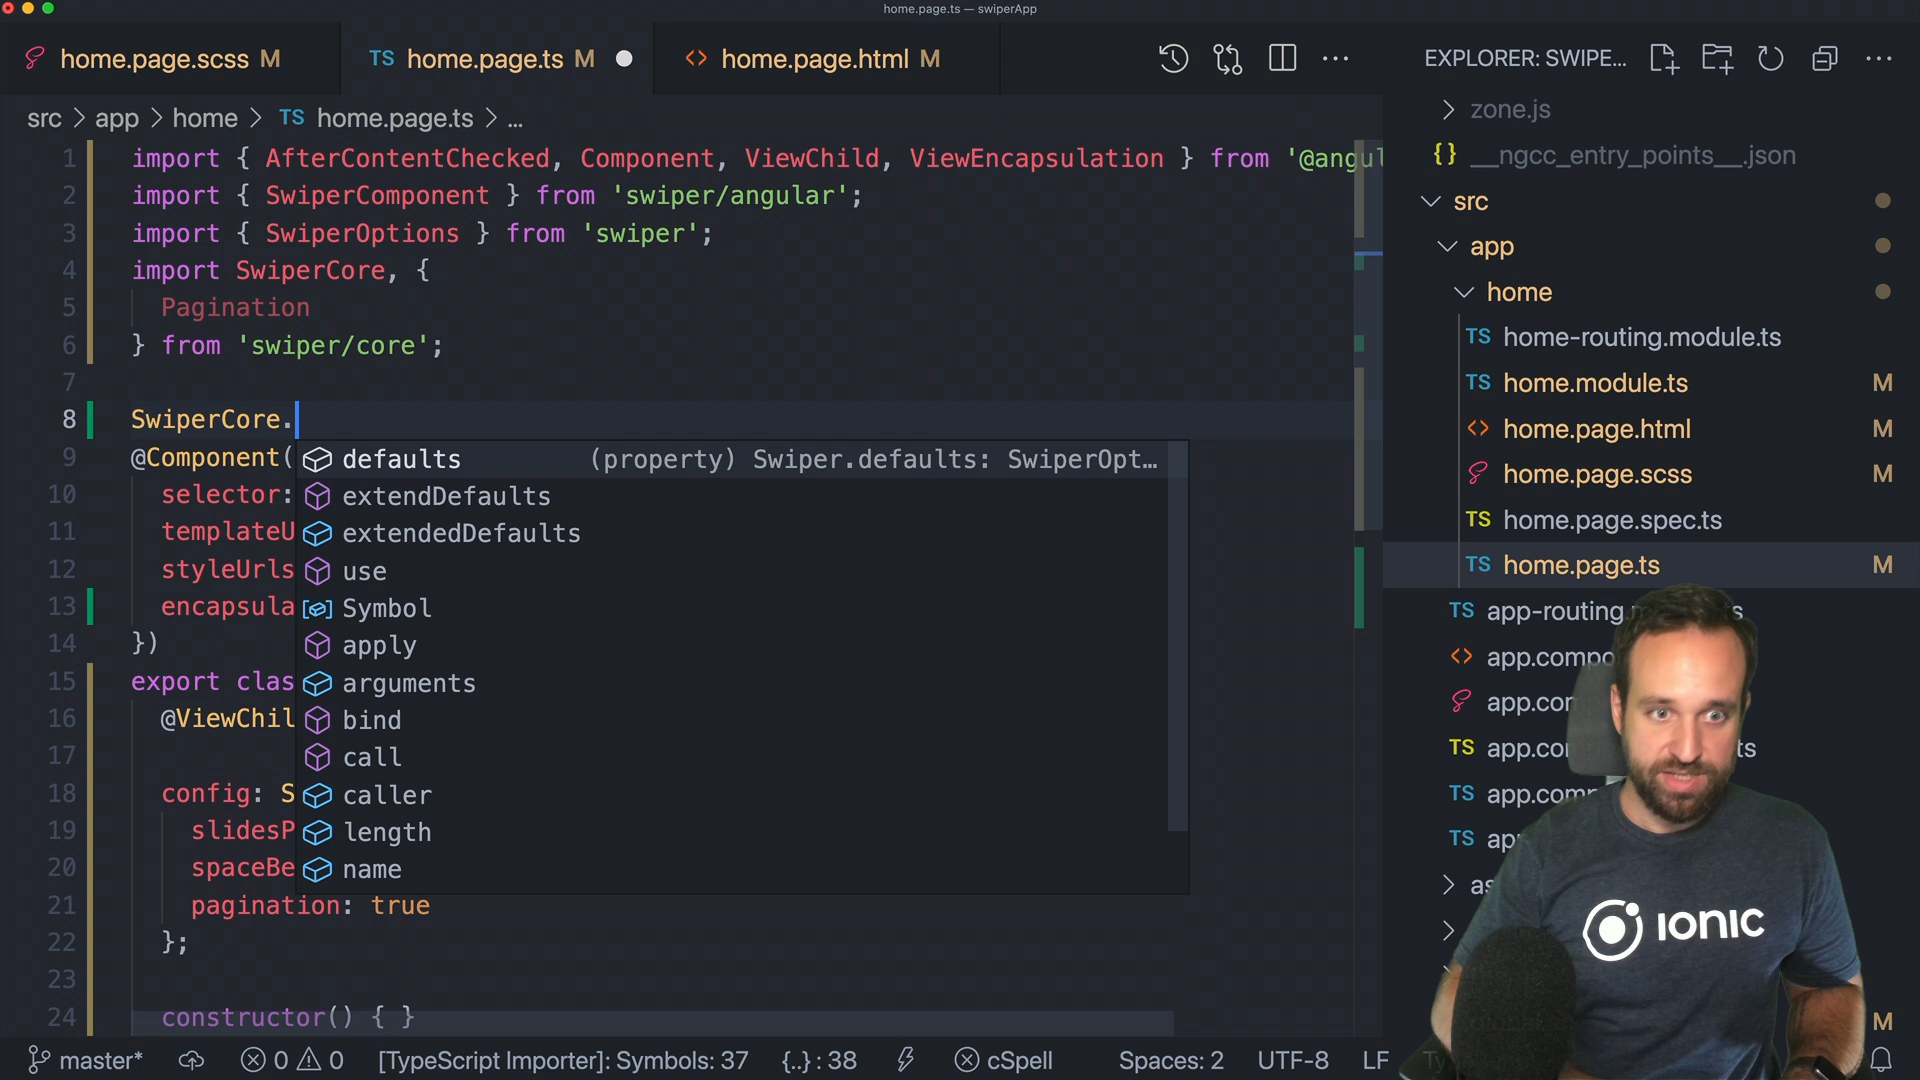 home.page.ts — swiperApp
home.page.scss M
TS home.page.ts M
<> home.page.html M
EXPLORER: SWIPE...
src > app > home > TS home.page.ts > ...
1 import { AfterContentChecked, Component, ViewChild, ViewEncapsulation } from '@angul
2 import { SwiperComponent } from 'swiper/angular';
3 import { SwiperOptions } from 'swiper';
4 import SwiperCore, {
5 Pagination
6 } from 'swiper/core';
7
8 SwiperCore.
9 @Component(
10 selector:
11 templateU
12 styleUrls
13 encapsula
14 })
15 export clas
16 @ViewChil
17
18 config: S
19 slidesP
20 spaceBe
21 pagination: true
22 };
23
24 constructor() { }
defaults (property) Swiper.defaults: SwiperOpt...
extendDefaults
extendedDefaults
use
Symbol
apply
arguments
bind
call
caller
length
name
zone.js
{} __ngcc_entry_points__.json
src
app
home
TS home-routing.module.ts
TS home.module.ts M
<> home.page.html M
home.page.scss M
TS home.page.spec.ts
TS home.page.ts M
TS app-routing.m s
<> app.compo
app.con
TS app.con ts
TS app.com
TS ap
as
M
IONIC
master*
0 0
[TypeScript Importer]: Symbols: 37
{..} : 38
cSpell
Spaces: 2
UTF-8
LF